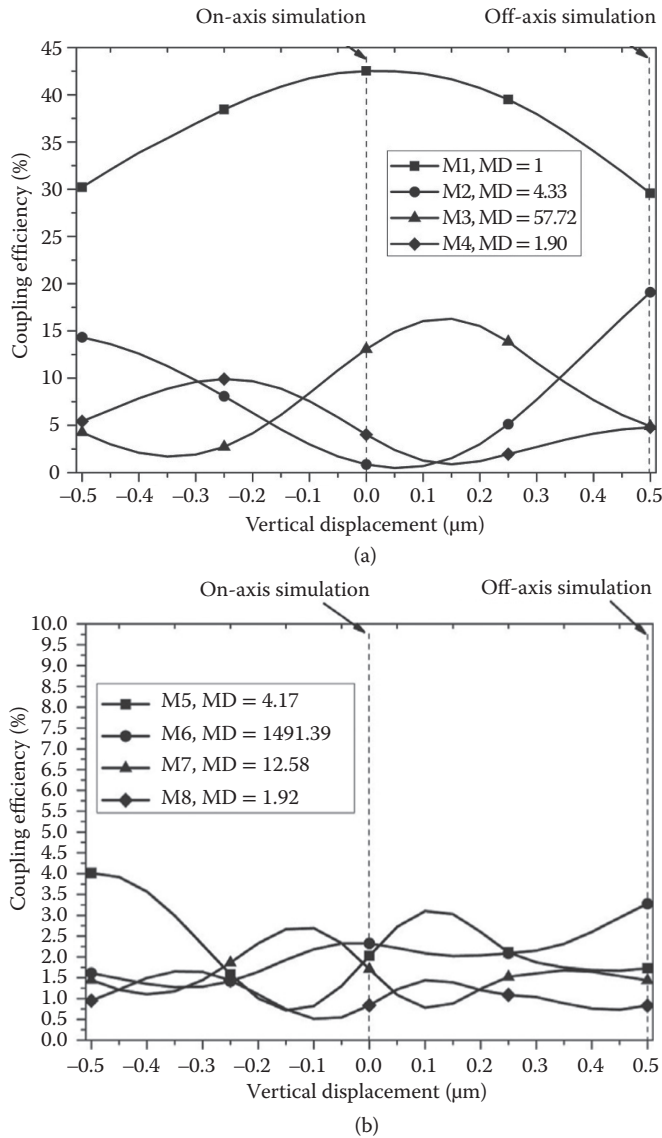 On-axis simulation Off-axis simulation
45
40
35
30
25
20
15
10
5
0
Coupling efficiency (%)
M1, MD = 1
M2, MD = 4.33
M3, MD = 57.72
M4, MD = 1.90
–0.5 –0.4 –0.3 –0.2 –0.1 0.0 0.1 0.2 0.3 0.4 0.5
Vertical displacement (μm)
(a)
On-axis simulation Off-axis simulation
10.0
9.5
9.0
8.5
8.0
7.5
7.0
6.5
6.0
5.5
5.0
4.5
4.0
3.5
3.0
2.5
2.0
1.5
1.0
0.5
0.0
Coupling efficiency (%)
M5, MD = 4.17
M6, MD = 1491.39
M7, MD = 12.58
M8, MD = 1.92
–0.5 –0.4 –0.3 –0.2 –0.1 0.0 0.1 0.2 0.3 0.4 0.5
Vertical displacement (μm)
(b)